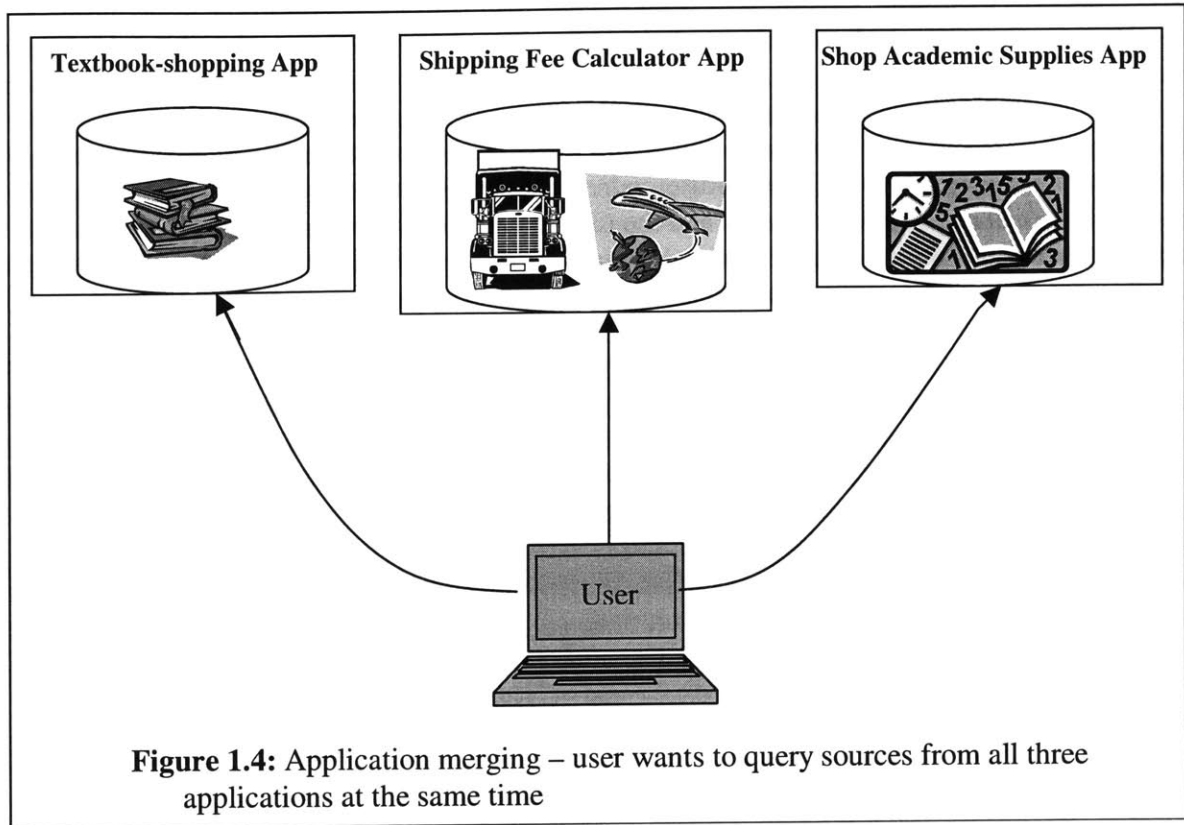 Textbook-shopping App
Shipping Fee Calculator App
Shop Academic Supplies App
User
Figure 1.4: Application merging – user wants to query sources from all three
applications at the same time